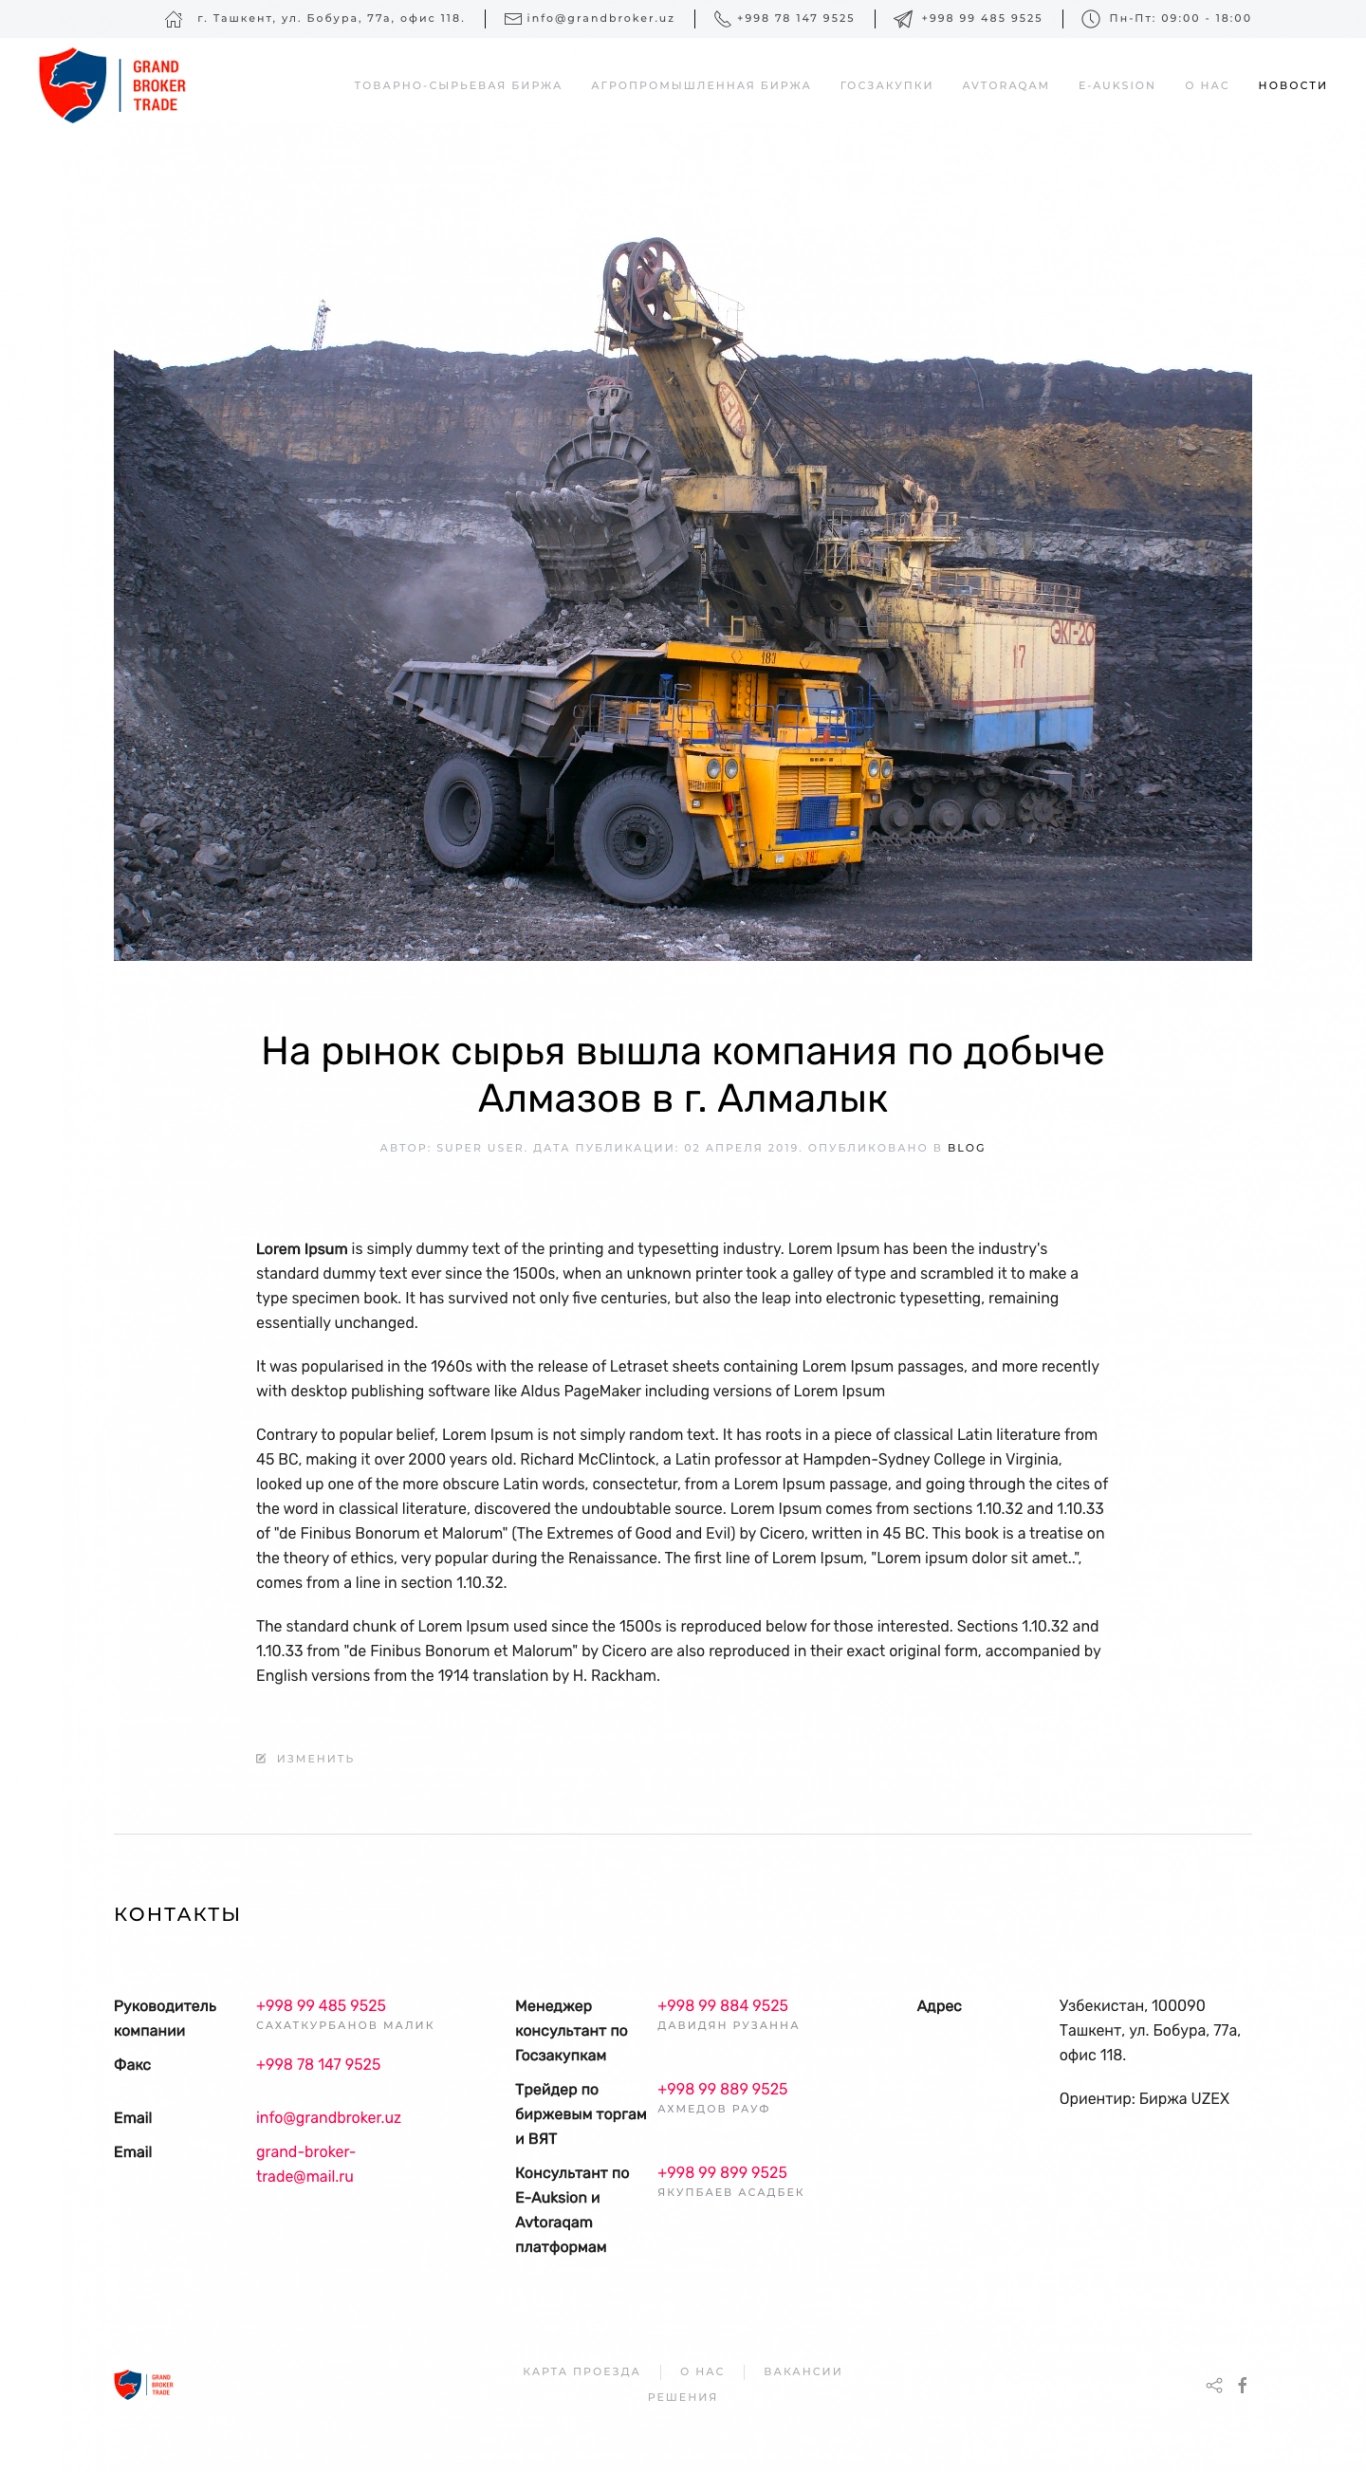 г. Ташкент, ул. Бобура, 77а, офис 118.
info@grandbroker.uz
+998 78 147 9525
+998 99 485 9525
Пн-Пт: 09:00 - 18:00
GRAND
BROKER
TRADE
ТОВАРНО-СЫРЬЕВАЯ БИРЖА
АГРОПРОМЫШЛЕННАЯ БИРЖА
ГОСЗАКУПКИ
AVTORAQAM
E-AUKSION
О НАС
НОВОСТИ
ЭКГ-20
17
183
На рынок сырья вышла компания по добыче
Алмазов в г. Алмалык
АВТОР: SUPER USER. ДАТА ПУБЛИКАЦИИ: 02 АПРЕЛЯ 2019. ОПУБЛИКОВАНО В BLOG
Lorem Ipsum is simply dummy text of the printing and typesetting industry. Lorem Ipsum has been the industry's
standard dummy text ever since the 1500s, when an unknown printer took a galley of type and scrambled it to make a
type specimen book. It has survived not only five centuries, but also the leap into electronic typesetting, remaining
essentially unchanged.
It was popularised in the 1960s with the release of Letraset sheets containing Lorem Ipsum passages, and more recently
with desktop publishing software like Aldus PageMaker including versions of Lorem Ipsum
Contrary to popular belief, Lorem Ipsum is not simply random text. It has roots in a piece of classical Latin literature from
45 BC, making it over 2000 years old. Richard McClintock, a Latin professor at Hampden-Sydney College in Virginia,
looked up one of the more obscure Latin words, consectetur, from a Lorem Ipsum passage, and going through the cites of
the word in classical literature, discovered the undoubtable source. Lorem Ipsum comes from sections 1.10.32 and 1.10.33
of "de Finibus Bonorum et Malorum" (The Extremes of Good and Evil) by Cicero, written in 45 BC. This book is a treatise on
the theory of ethics, very popular during the Renaissance. The first line of Lorem Ipsum, "Lorem ipsum dolor sit amet..",
comes from a line in section 1.10.32.
The standard chunk of Lorem Ipsum used since the 1500s is reproduced below for those interested. Sections 1.10.32 and
1.10.33 from "de Finibus Bonorum et Malorum" by Cicero are also reproduced in their exact original form, accompanied by
English versions from the 1914 translation by H. Rackham.
ИЗМЕНИТЬ
КОНТАКТЫ
Руководитель
компании
+998 99 485 9525
САХАТКУРБАНОВ МАЛИК
Факс
+998 78 147 9525
Email
info@grandbroker.uz
Email
grand-broker-
trade@mail.ru
Менеджер
консультант по
Госзакупкам
+998 99 884 9525
ДАВИДЯН РУЗАННА
Трейдер по
биржевым торгам
и ВЯТ
+998 99 889 9525
АХМЕДОВ РАУФ
Консультант по
E-Auksion и
Avtoraqam
платформам
+998 99 899 9525
ЯКУПБАЕВ АСАДБЕК
Адрес
Узбекистан, 100090
Ташкент, ул. Бобура, 77а,
офис 118.
Ориентир: Биржа UZEX
GRAND
BROKER
TRADE
КАРТА ПРОЕЗДА
О НАС
ВАКАНСИИ
РЕШЕНИЯ